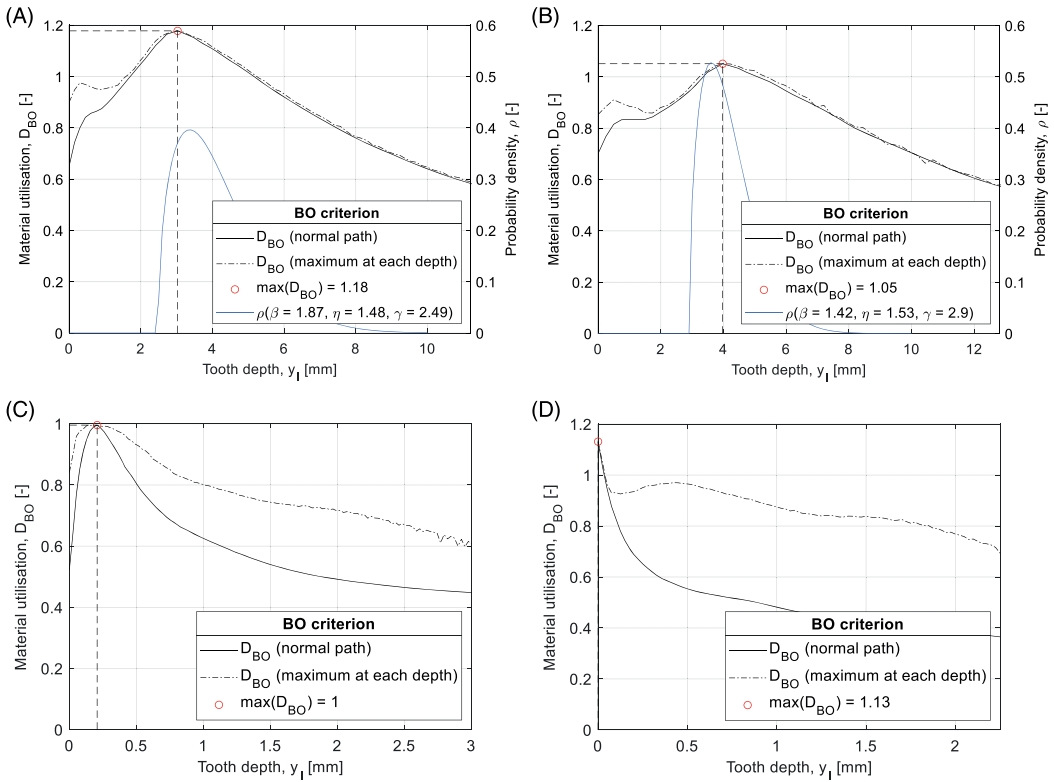 (A)
1.2
1
0.8
0.6
0.4
0.2
0
Material utilisation, D_BO [-]
0.6
0.5
0.4
0.3
0.2
0.1
0
Probability density, ρ [-]
BO criterion
D_BO (normal path)
D_BO (maximum at each depth)
max(D_BO) = 1.18
ρ(β = 1.87, η = 1.48, γ = 2.49)
0 2 4 6 8 10
Tooth depth, y_I [mm]
(B)
1.2
1
0.8
0.6
0.4
0.2
0
Material utilisation, D_BO [-]
0.6
0.5
0.4
0.3
0.2
0.1
0
Probability density, ρ [-]
BO criterion
D_BO (normal path)
D_BO (maximum at each depth)
max(D_BO) = 1.05
ρ(β = 1.42, η = 1.53, γ = 2.9)
0 2 4 6 8 10 12
Tooth depth, y_I [mm]
(C)
1
0.8
0.6
0.4
0.2
0
Material utilisation, D_BO [-]
BO criterion
D_BO (normal path)
D_BO (maximum at each depth)
max(D_BO) = 1
0 0.5 1 1.5 2 2.5 3
Tooth depth, y_I [mm]
(D)
1.2
1
0.8
0.6
0.4
0.2
0
Material utilisation, D_BO [-]
BO criterion
D_BO (normal path)
D_BO (maximum at each depth)
max(D_BO) = 1.13
0 0.5 1 1.5 2
Tooth depth, y_I [mm]